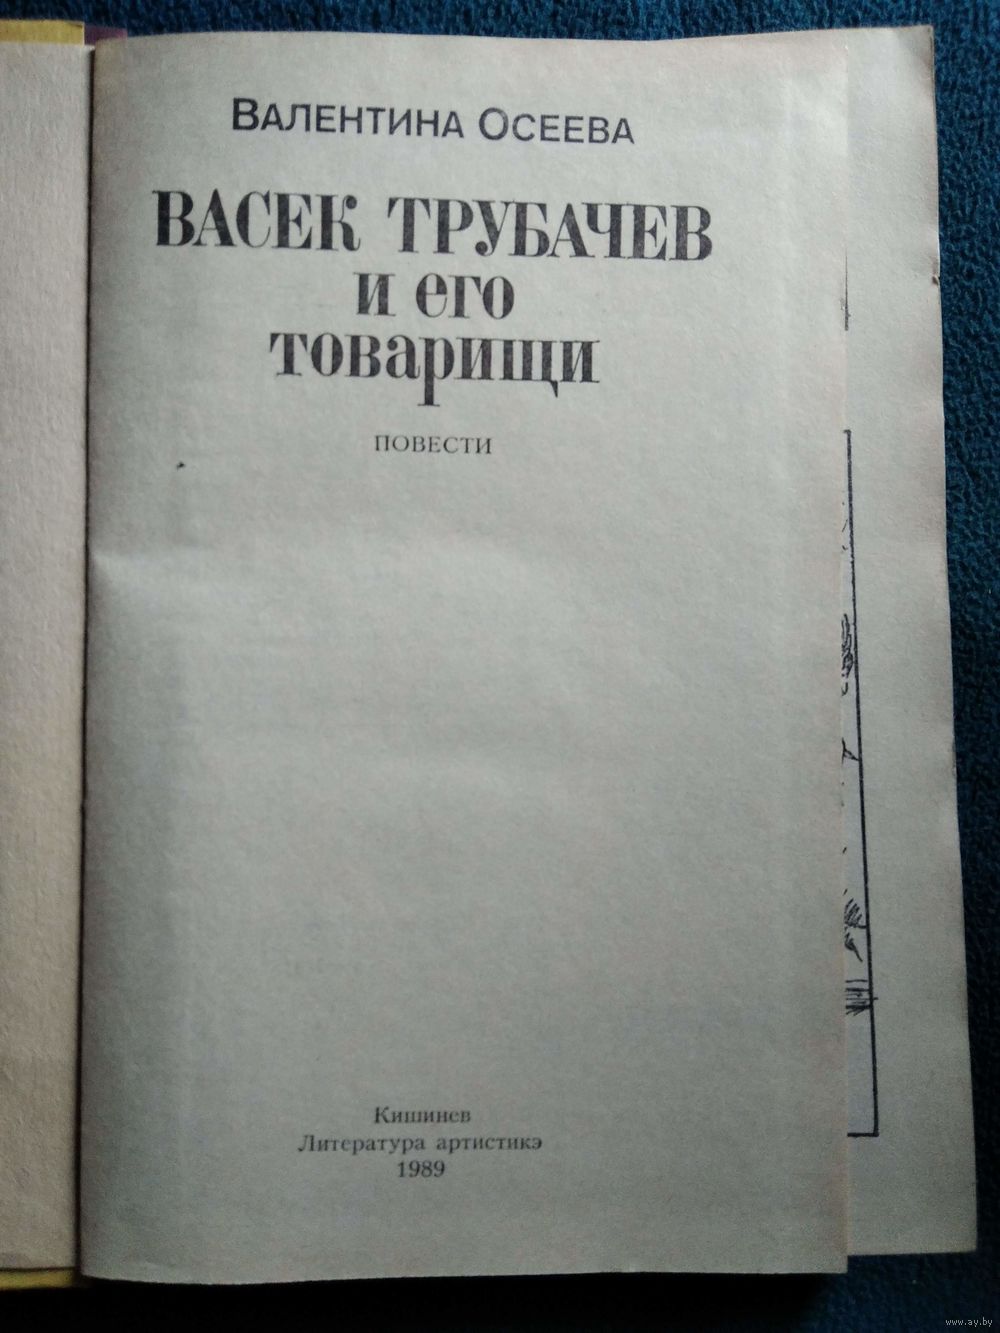 ВАЛЕНТИНА ОСЕЕВА
ВАСЕК ТРУБАЧЕВ
и его
товарищи
ПОВЕСТИ
Кишинев
Литература артистикэ
1989
www.ay.by